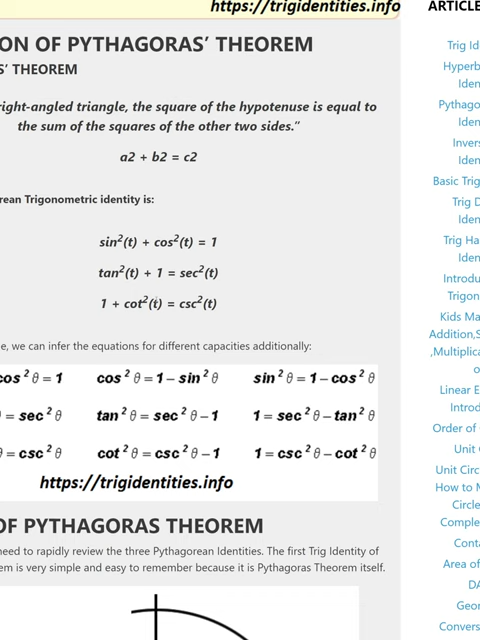 https://trigidentities.info
ON OF PYTHAGORAS’ THEOREM
S’ THEOREM
right-angled triangle, the square of the hypotenuse is equal to
the sum of the squares of the other two sides.”
a2 + b2 = c2
rean Trigonometric identity is:
sin²(t) + cos²(t) = 1
tan²(t) + 1 = sec²(t)
1 + cot²(t) = csc²(t)
e, we can infer the equations for different capacities additionally:
cos ² θ = 1 cos ² θ = 1 – sin ² θ sin ² θ = 1 – cos ² θ
= sec ² θ tan ² θ = sec ² θ – 1 1 = sec ² θ – tan ² θ
θ = csc ² θ cot ² θ = csc ² θ – 1 1 = csc ² θ – cot ² θ
https://trigidentities.info
OF PYTHAGORAS THEOREM
need to rapidly review the three Pythagorean Identities. The first Trig Identity of
em is very simple and easy to remember because it is Pythagoras Theorem itself.
ARTICLE
Trig Id
Hyperb
Iden
Pythago
Iden
Invers
Iden
Basic Trig
Trig D
Iden
Trig Ha
Iden
Introdu
Trigon
Kids Ma
Addition,S
,Multiplica
o
Linear E
Introd
Order of
Unit C
Unit Circ
How to M
Circle
Comple
Conta
Area of
DA
Geor
Convers